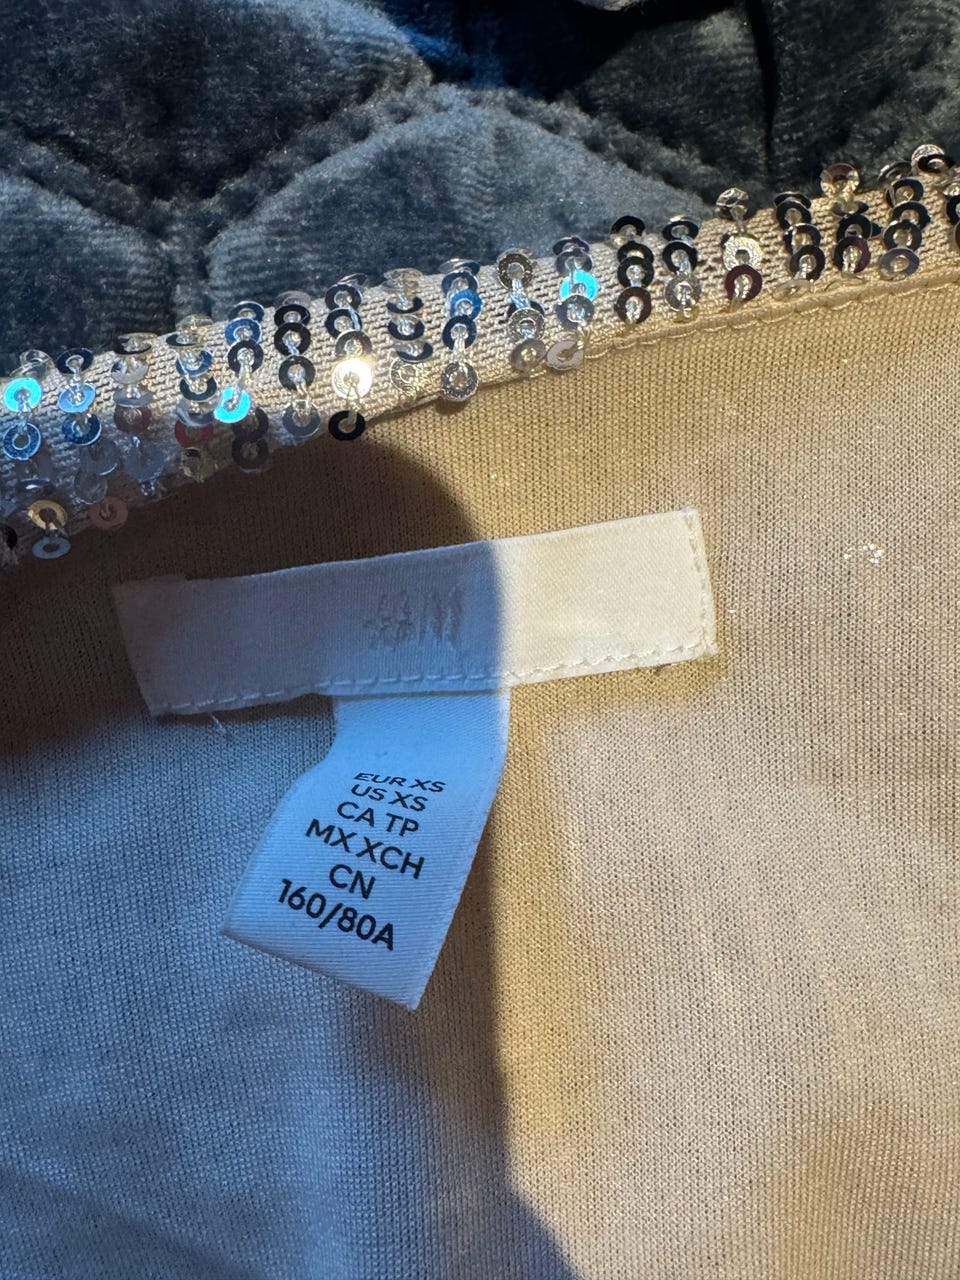 H&M
EUR XS
US XS
CA TP
MX XCH
CN
160/80A